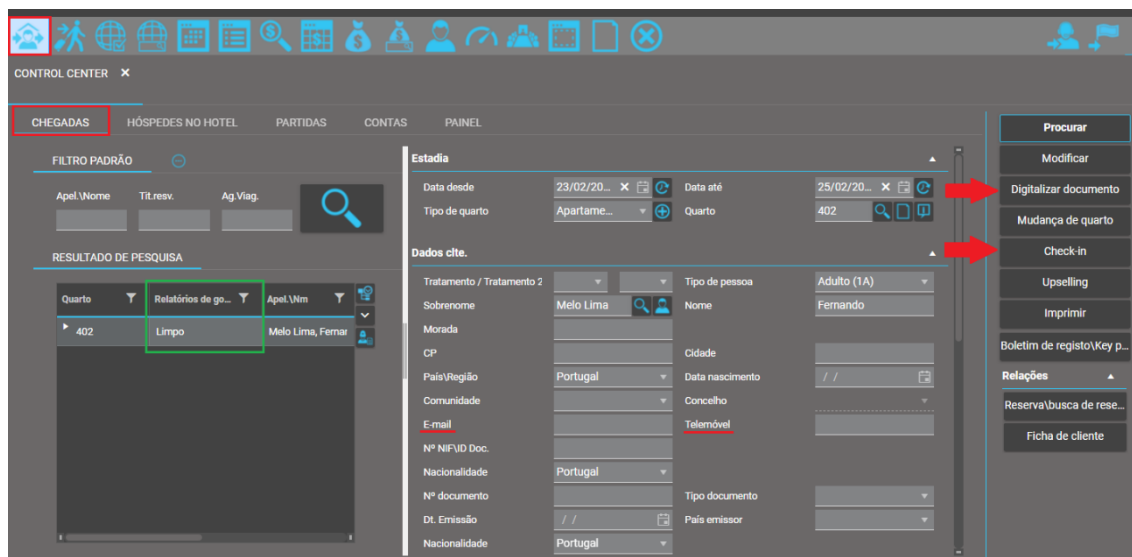 CONTROL CENTER ×
CHEGADAS HÓSPEDES NO HOTEL PARTIDAS CONTAS PAINEL
FILTRO PADRÃO
Apel.\Nome Tit.resv. Ag.Viag.
RESULTADO DE PESQUISA
Quarto Relatórios de go... Apel.\Nm
402 Limpo Melo Lima, Fernar
Estadia
Data desde 23/02/20... × Data até 25/02/20... ×
Tipo de quarto Apartame... Quarto 402
Dados clte.
Tratamento / Tratamento 2 Tipo de pessoa Adulto (1A)
Sobrenome Melo Lima Nome Fernando
Morada
CP Cidade
País\Região Portugal Data nascimento / /
Comunidade Concelho
E-mail Telemóvel
Nº NIF\ID Doc.
Nacionalidade Portugal
Nº documento Tipo documento
Dt. Emissão / / País emissor
Nacionalidade Portugal
Procurar
Modificar
Digitalizar documento
Mudança de quarto
Check-in
Upselling
Imprimir
Boletim de registo\Key p...
Relações
Reserva\busca de rese...
Ficha de cliente